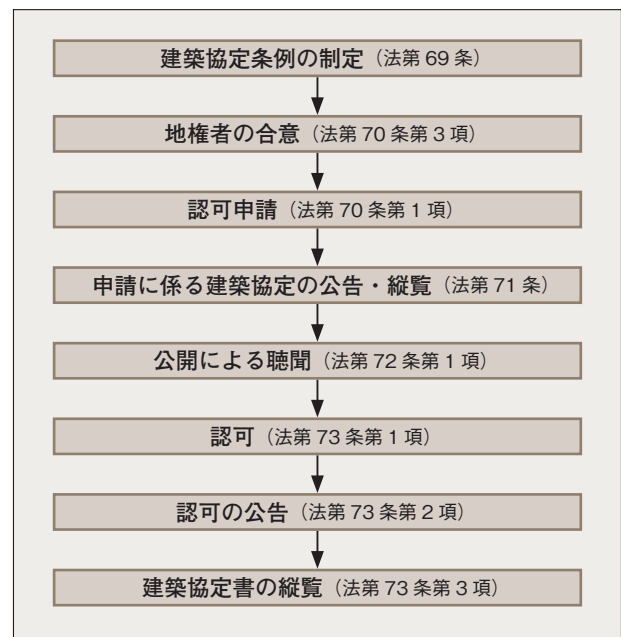 建築協定条例の制定（法第 69 条）
地権者の合意（法第 70 条第 3 項）
認可申請（法第 70 条第 1 項）
申請に係る建築協定の公告・縦覧（法第 71 条）
公開による聴聞（法第 72 条第 1 項）
認可（法第 73 条第 1 項）
認可の公告（法第 73 条第 2 項）
建築協定書の縦覧（法第 73 条第 3 項）